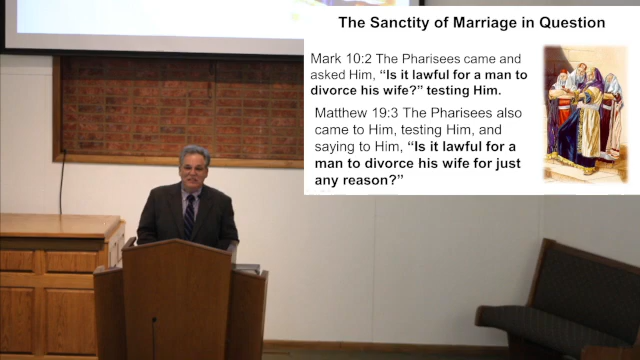 The Sanctity of Marriage in Question
Mark 10:2 The Pharisees came and
asked Him, “Is it lawful for a man to
divorce his wife?” testing Him.
Matthew 19:3 The Pharisees also
came to Him, testing Him, and
saying to Him, “Is it lawful for a
man to divorce his wife for just
any reason?”